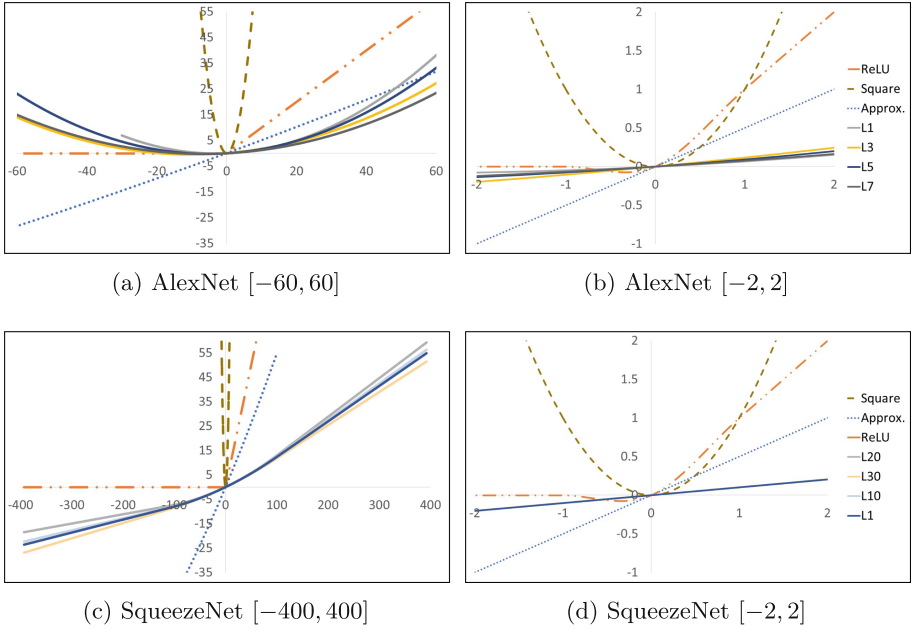 55
45
35
25
15
5
-5
-15
-25
-35
-60 -40 -20 0 20 40 60
(a) AlexNet [−60, 60]
2
1.5
1
0.5
0
-0.5
-1
-2 -1 0 1 2
ReLU
Square
Approx.
L1
L3
L5
L7
(b) AlexNet [−2, 2]
55
45
35
25
15
5
-5
-15
-25
-35
-400 -300 -200 -100 0 100 200 300 400
(c) SqueezeNet [−400, 400]
2
1.5
1
0.5
0
-0.5
-1
-2 -1 0 1 2
Square
Approx.
ReLU
L20
L30
L10
L1
(d) SqueezeNet [−2, 2]